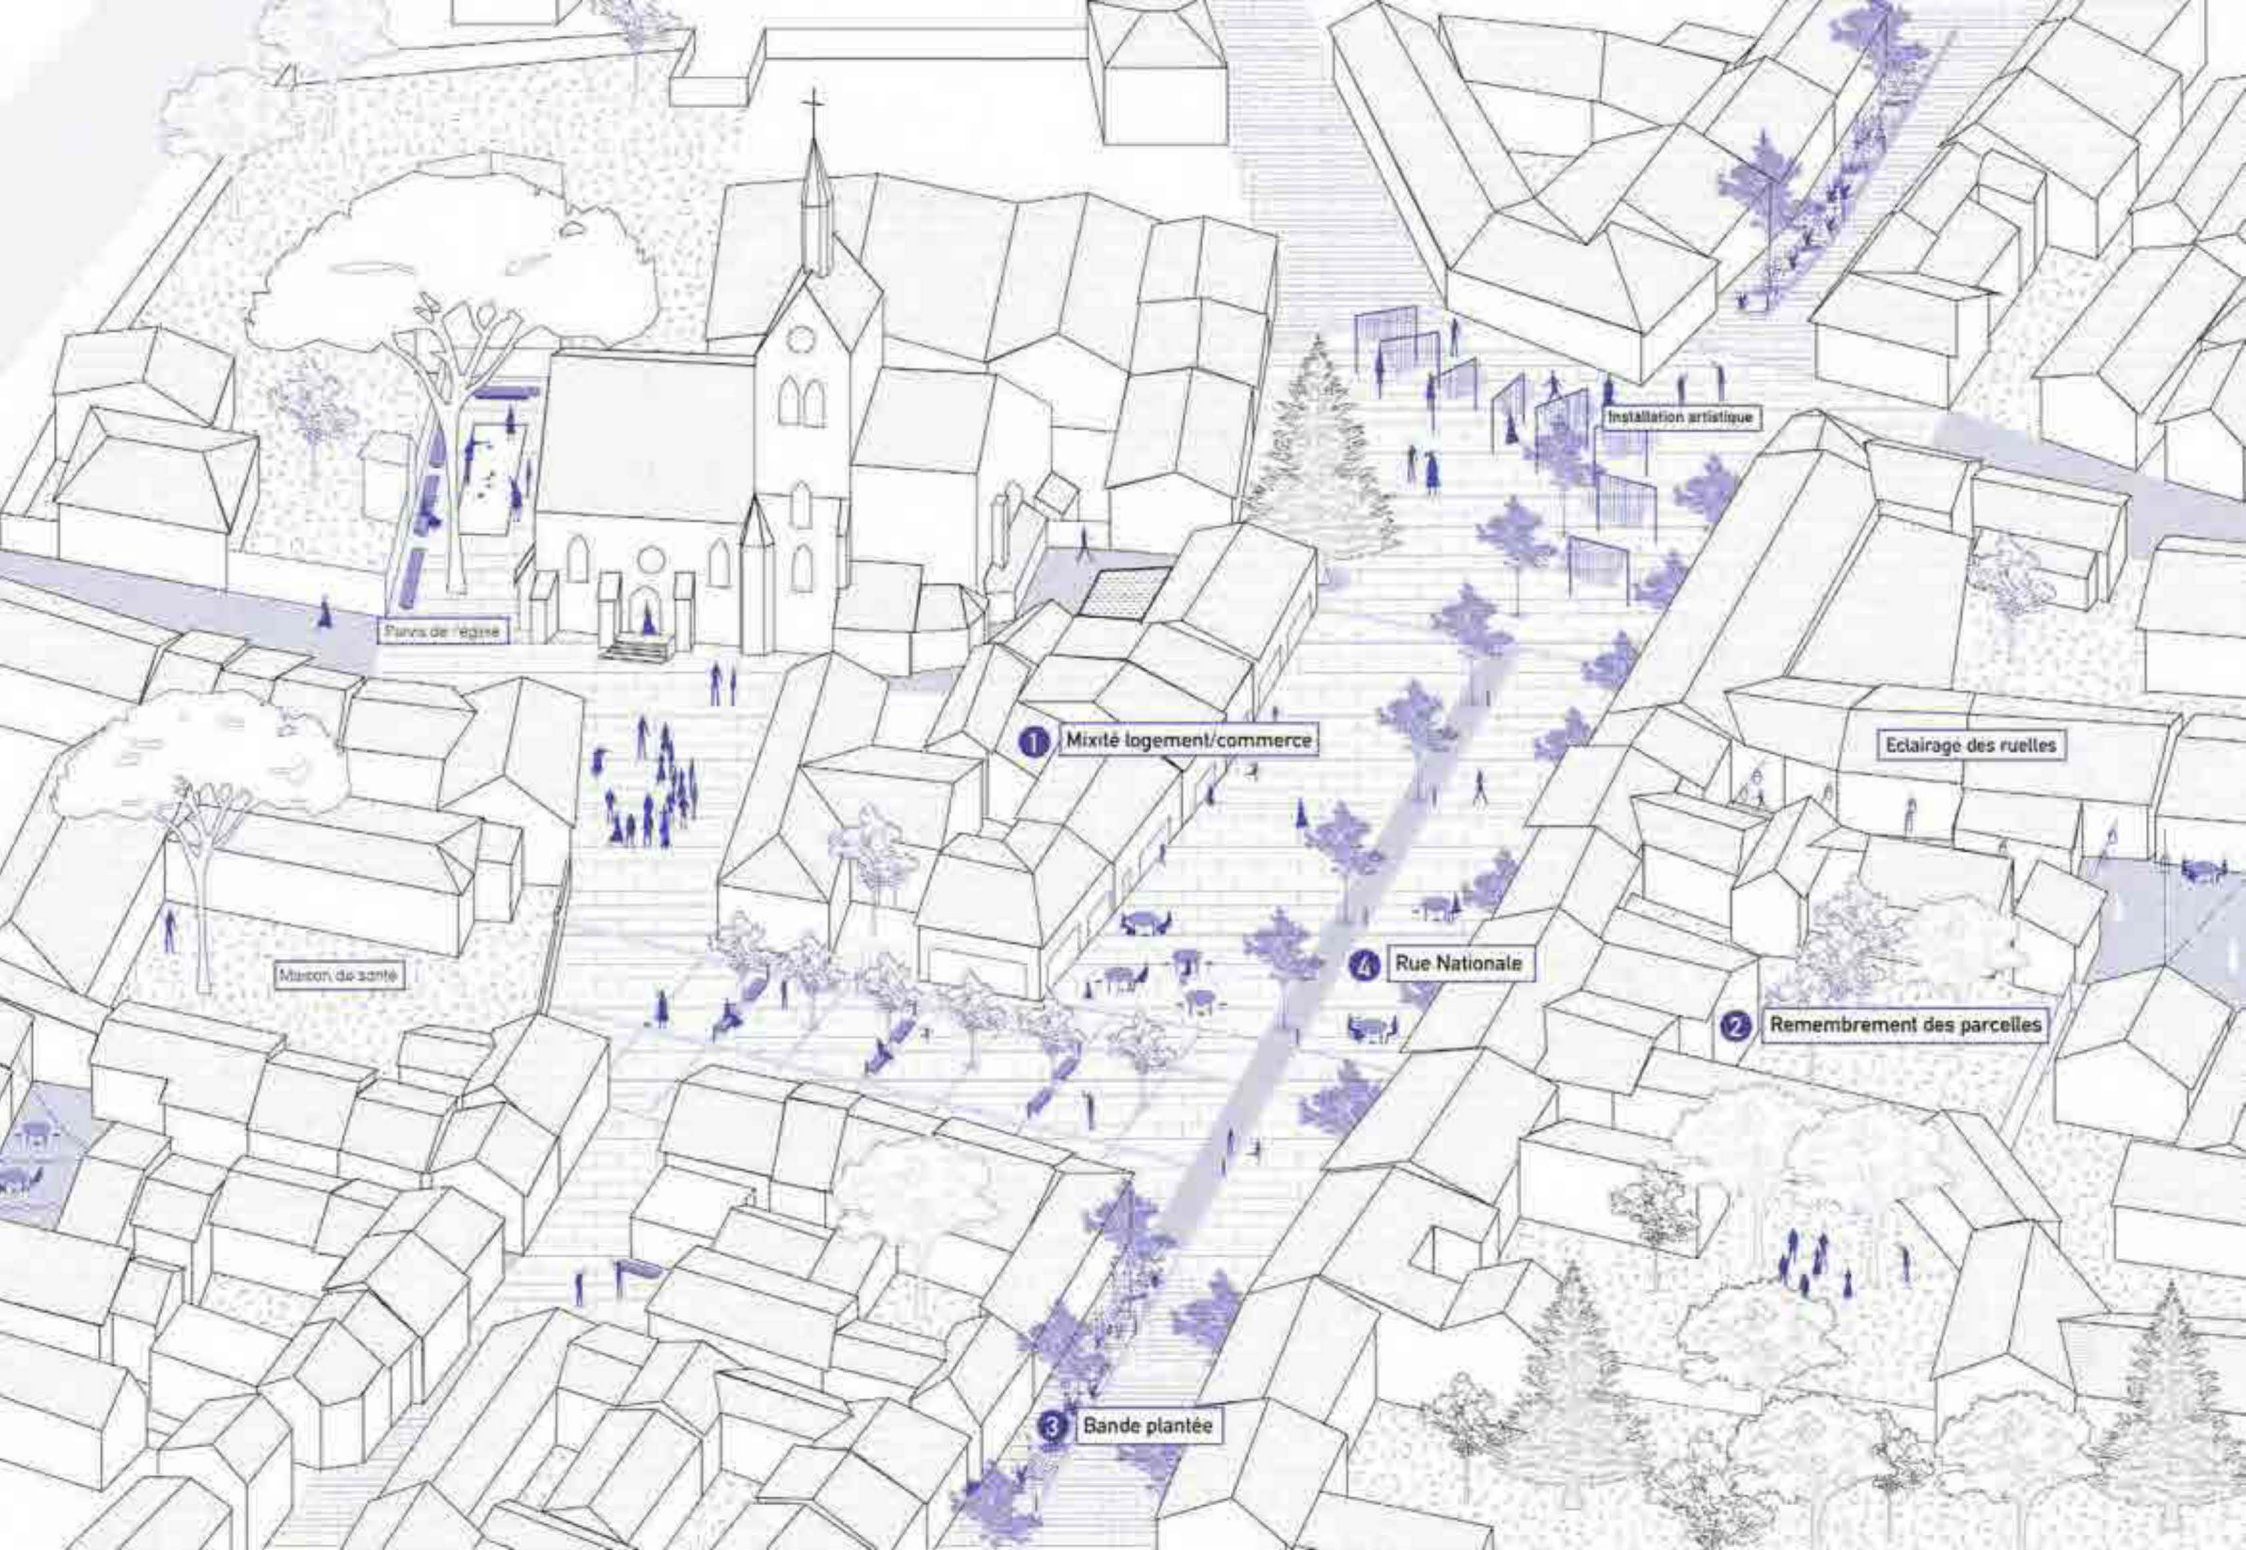 Installation artistique
Parvis de l'église
1 Mixité logement/commerce
Eclairage des ruelles
Maison de santé
4 Rue Nationale
2 Remembrement des parcelles
3 Bande plantée